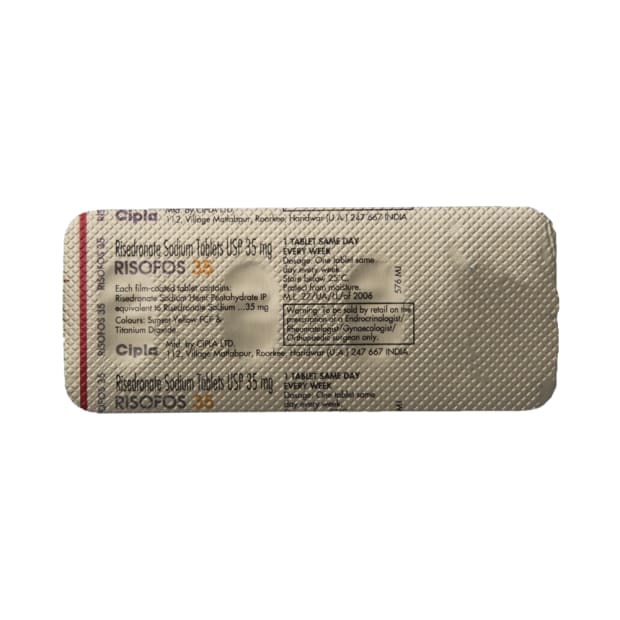 Cipla Mfd. by CIPLA LTD.
112, Village Mattabpur, Roorkee, Haridwar (U A) 247 667 INDIA
RISOFOS 35
Risedronate Sodium Tablets USP 35 mg
RISOFOS 35
Each film-coated tablet contains:
Risedronate Sodium Hemi-Pentahydrate IP
equivalent to Risedronate Sodium ...35 mg
Colours: Sunset Yellow FCF &
Titanium Dioxide.
1 TABLET SAME DAY
EVERY WEEK
Dosage: One tablet same
day every week.
Store below 25°C.
Protect from moisture.
M.L. 27/UA/LL/of 2006
Warning: To be sold by retail on the
prescription of a Endocrinologist/
Rheumatologist/Gynaecologist/
Orthopaedic surgeon only.
576 MJ
Cipla Mfd. by CIPLA LTD.
112, Village Mattabpur, Roorkee, Haridwar (U A) 247 667 INDIA
Risedronate Sodium Tablets USP 35 mg
RISOFOS 35
1 TABLET SAME DAY
EVERY WEEK
Dosage: One tablet same
day every week.